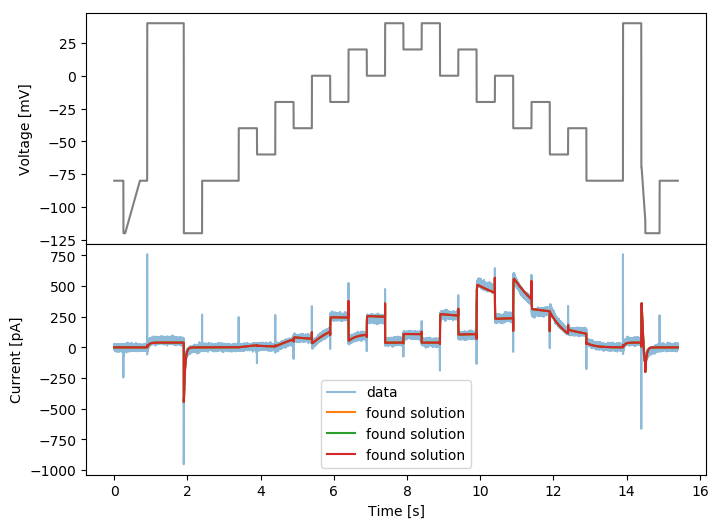 25
0
−25
−50
−75
−100
−125
Voltage [mV]
750
500
250
0
−250
−500
−750
−1000
Current [pA]
data
found solution
found solution
found solution
0 2 4 6 8 10 12 14 16
Time [s]